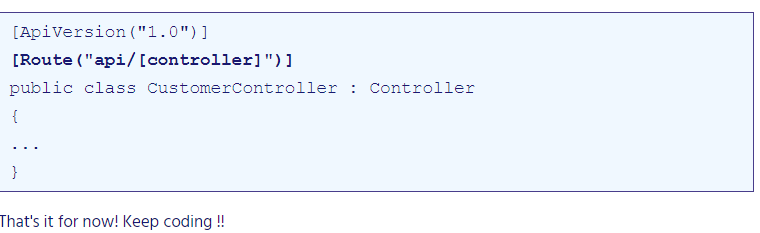 [ApiVersion("1.0")]
[Route("api/[controller]")]
public class CustomerController : Controller
{
...
}
That's it for now! Keep coding !!